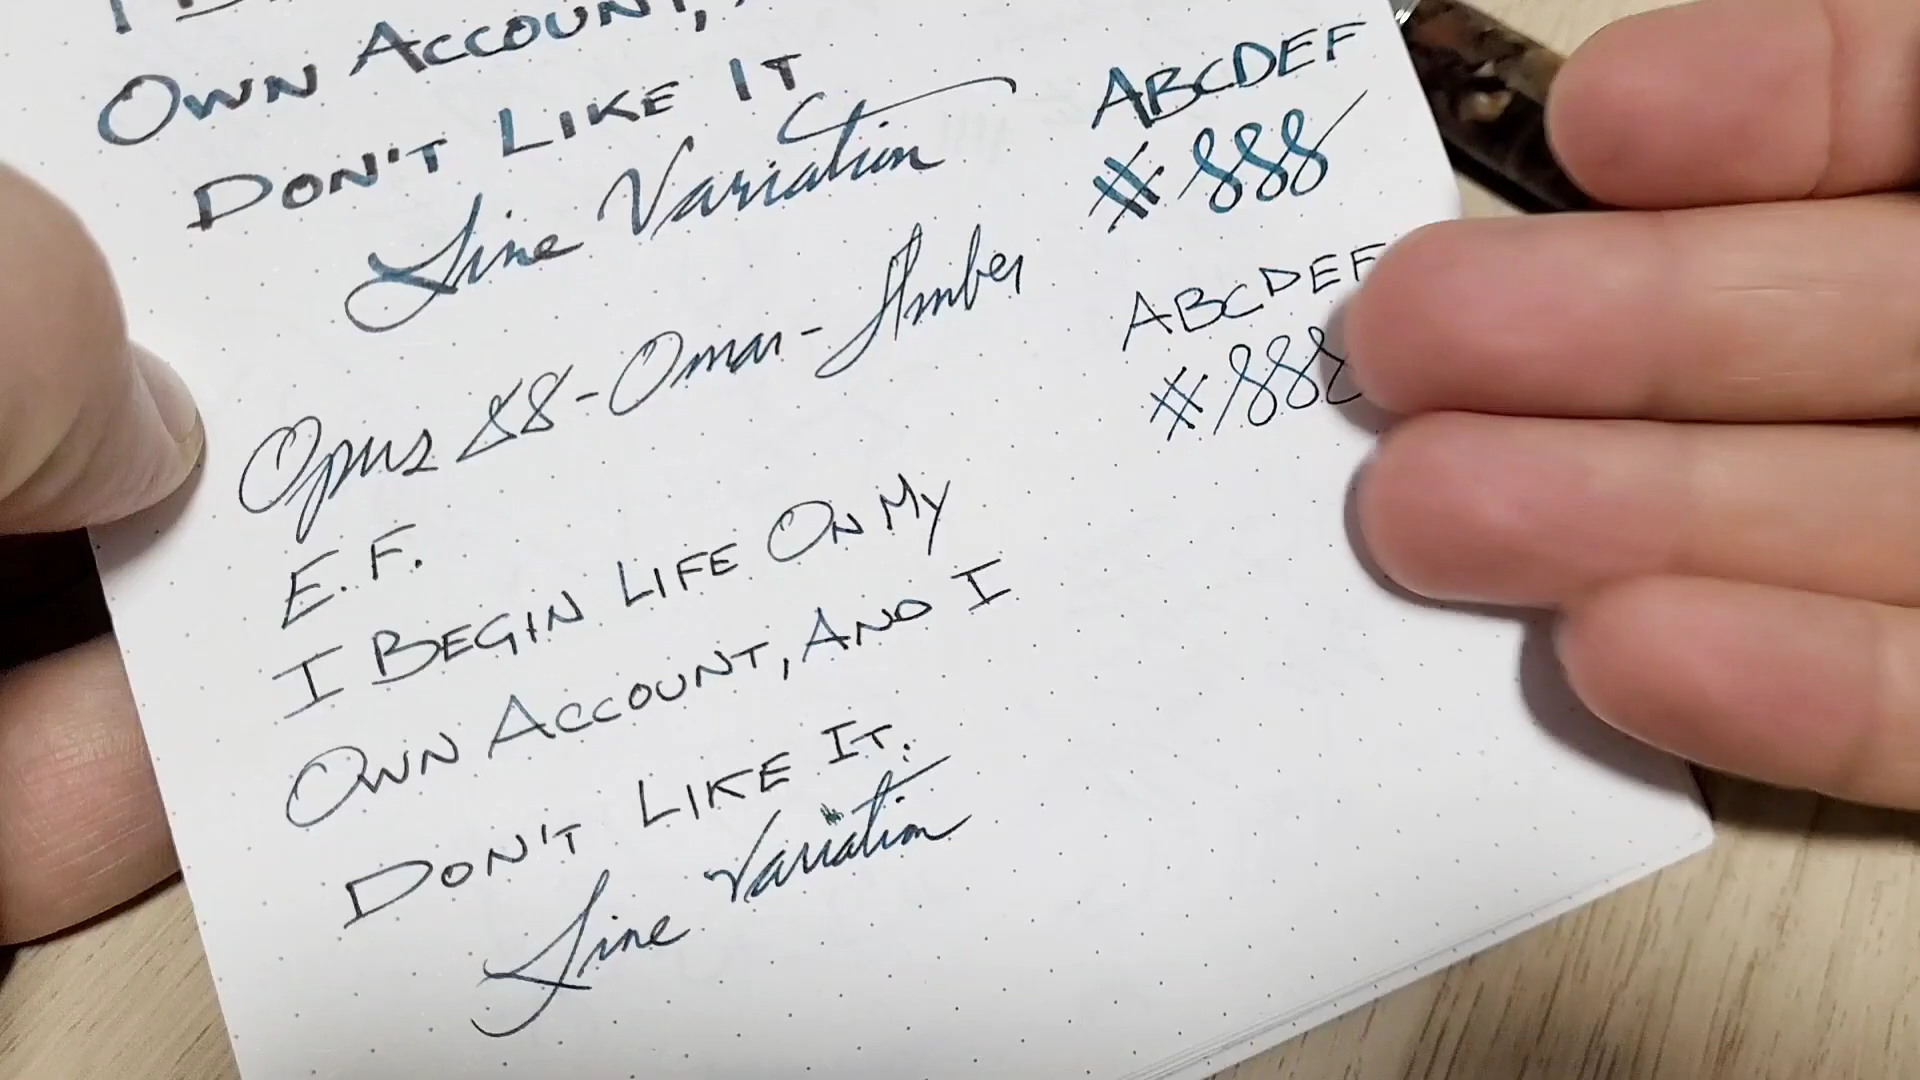 OWN ACCOUNT,
DON'T LIKE IT
Line Variation
ABCDEF
#888
Opus 88-Omar-Amber
E.F.
I BEGIN LIFE ON MY
OWN ACCOUNT, AND I
DON'T LIKE IT.
Line Variation
ABCDEF
#888